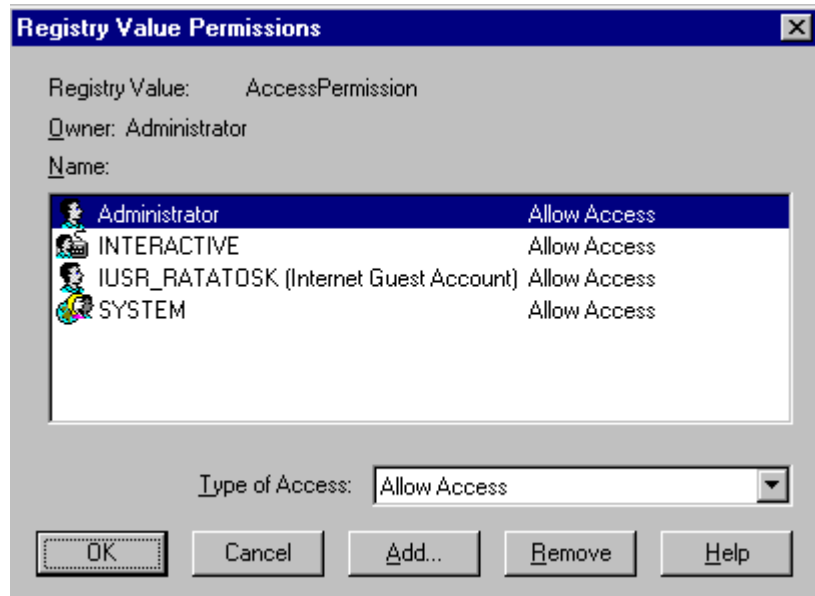 Registry Value Permissions
Registry Value: AccessPermission
Owner: Administrator
Name:
Administrator Allow Access
INTERACTIVE Allow Access
IUSR_RATATOSK (Internet Guest Account) Allow Access
SYSTEM Allow Access
Type of Access: Allow Access
OK Cancel Add... Remove Help